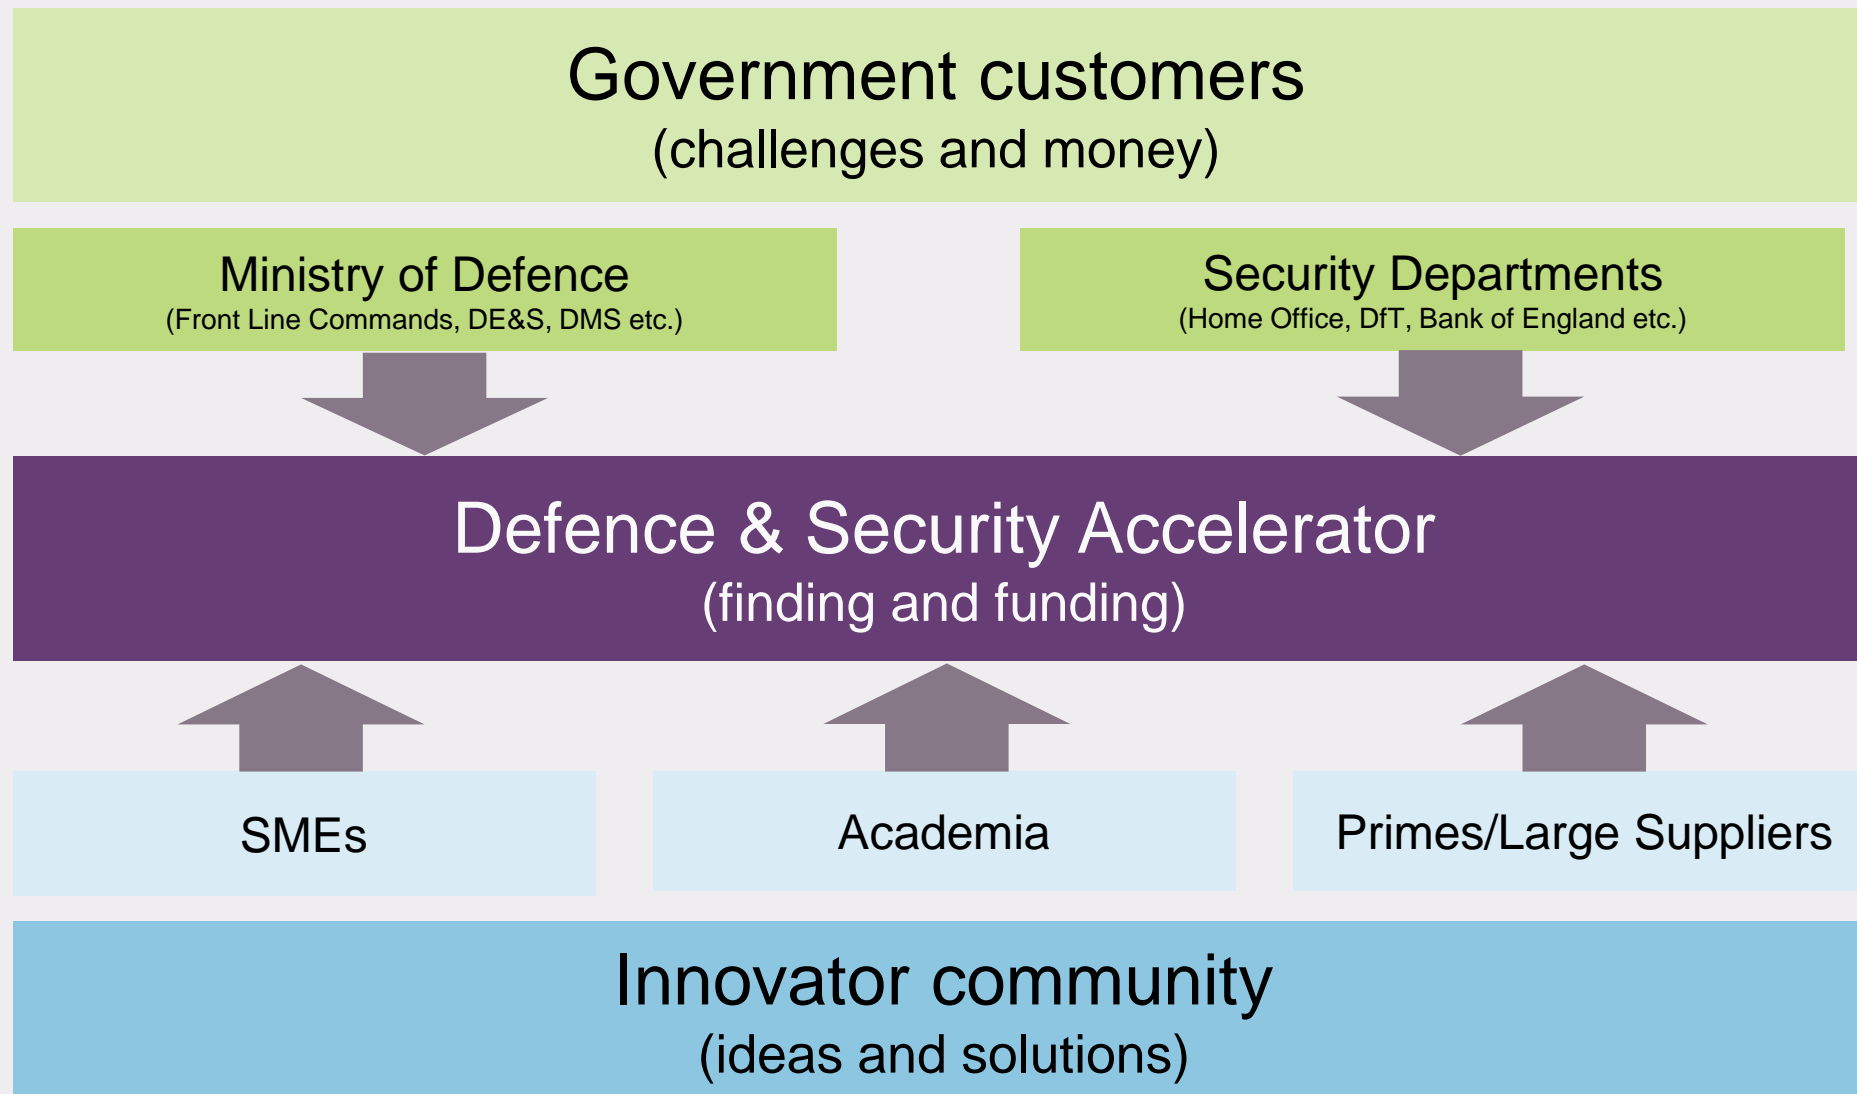 Government customers
(challenges and money)
Ministry of Defence
(Front Line Commands, DE&S, DMS etc.)
Security Departments
(Home Office, DfT, Bank of England etc.)
Defence & Security Accelerator
(finding and funding)
SMEs
Academia
Primes/Large Suppliers
Innovator community
(ideas and solutions)